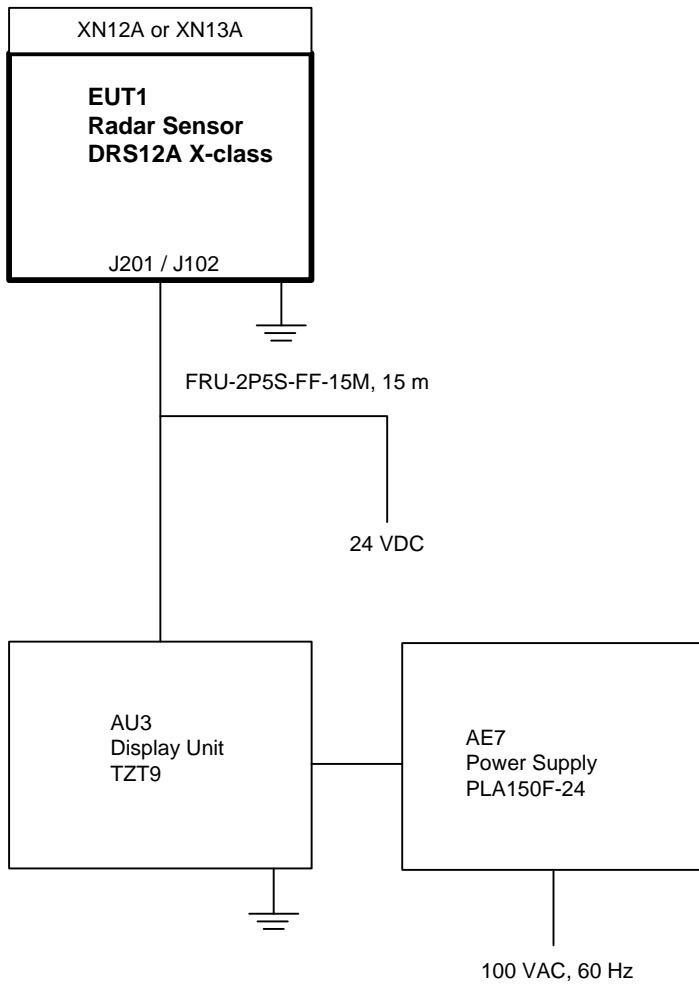 XN12A or XN13A
EUT1
Radar Sensor
DRS12A X-class
J201 / J102
FRU-2P5S-FF-15M, 15 m
24 VDC
AU3
Display Unit
TZT9
AE7
Power Supply
PLA150F-24
100 VAC, 60 Hz